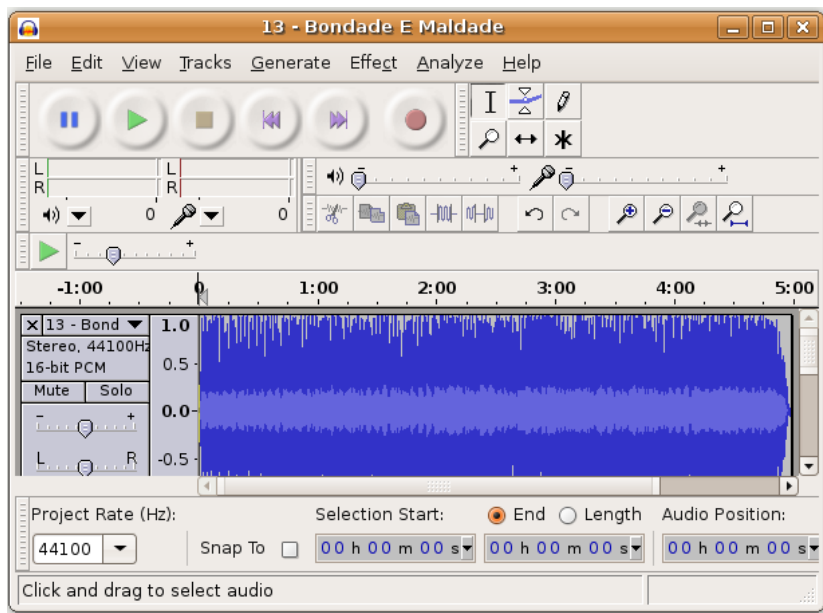 13 - Bondade E Maldade
File Edit View Tracks Generate Effect Analyze Help
L L
R R
- + - +
0 0
- +
-1:00 0 1:00 2:00 3:00 4:00 5:00
13 - Bond 1.0
Stereo, 44100Hz
16-bit PCM 0.5
Mute Solo
- + 0.0
L R -0.5
Project Rate (Hz): Selection Start: End Length Audio Position:
44100 Snap To 00 h 00 m 00 s 00 h 00 m 00 s 00 h 00 m 00 s
Click and drag to select audio